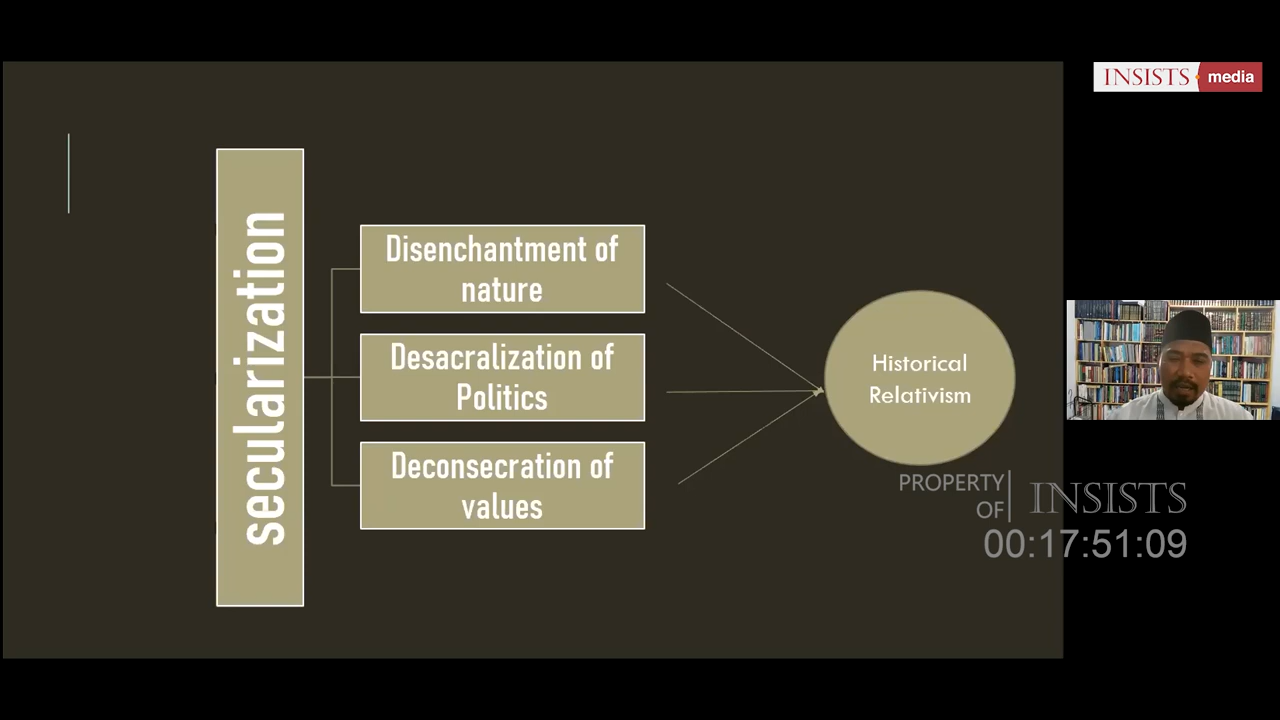 INSISTS media
secularization
Disenchantment of
nature
Desacralization of
Politics
Deconsecration of
values
Historical
Relativism
PROPERTY
OF
INSISTS
00:17:51:09